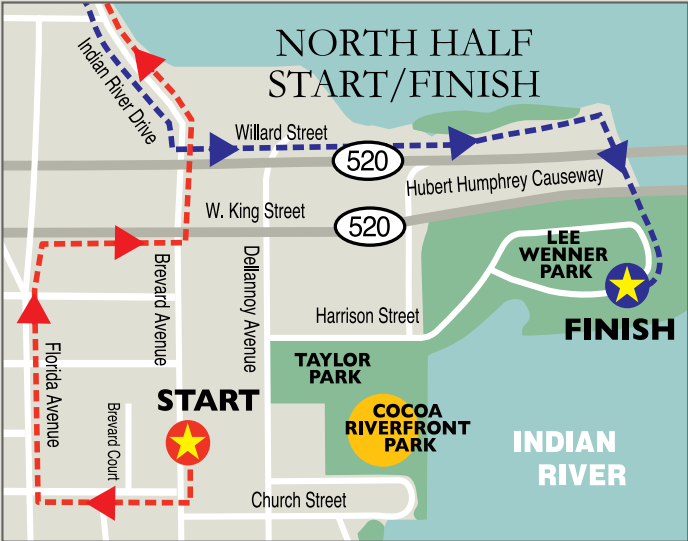 NORTH HALF
START/FINISH
Indian River Drive
Willard Street
520
Hubert Humphrey Causeway
W. King Street
520
LEE
WENNER
PARK
Brevard Avenue
Dellannoy Avenue
Harrison Street
FINISH
Florida Avenue
TAYLOR
PARK
START
Brevard Court
COCOA
RIVERFRONT
PARK
INDIAN
RIVER
Church Street